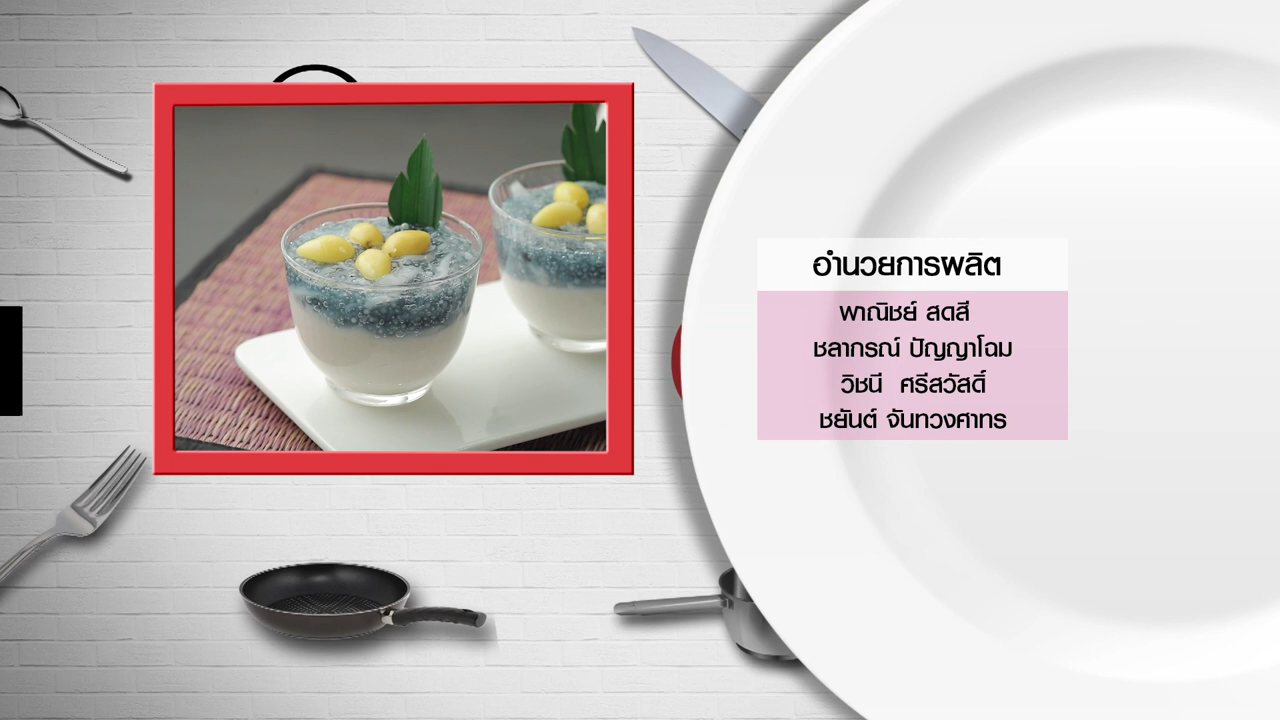 อำนวยการผลิต
พาณิชย์ สดสี
ชลากรณ์ ปัญญาโฉม
วิชนี ศรีสวัสดิ์
ชยันต์ จันทวงศาทร